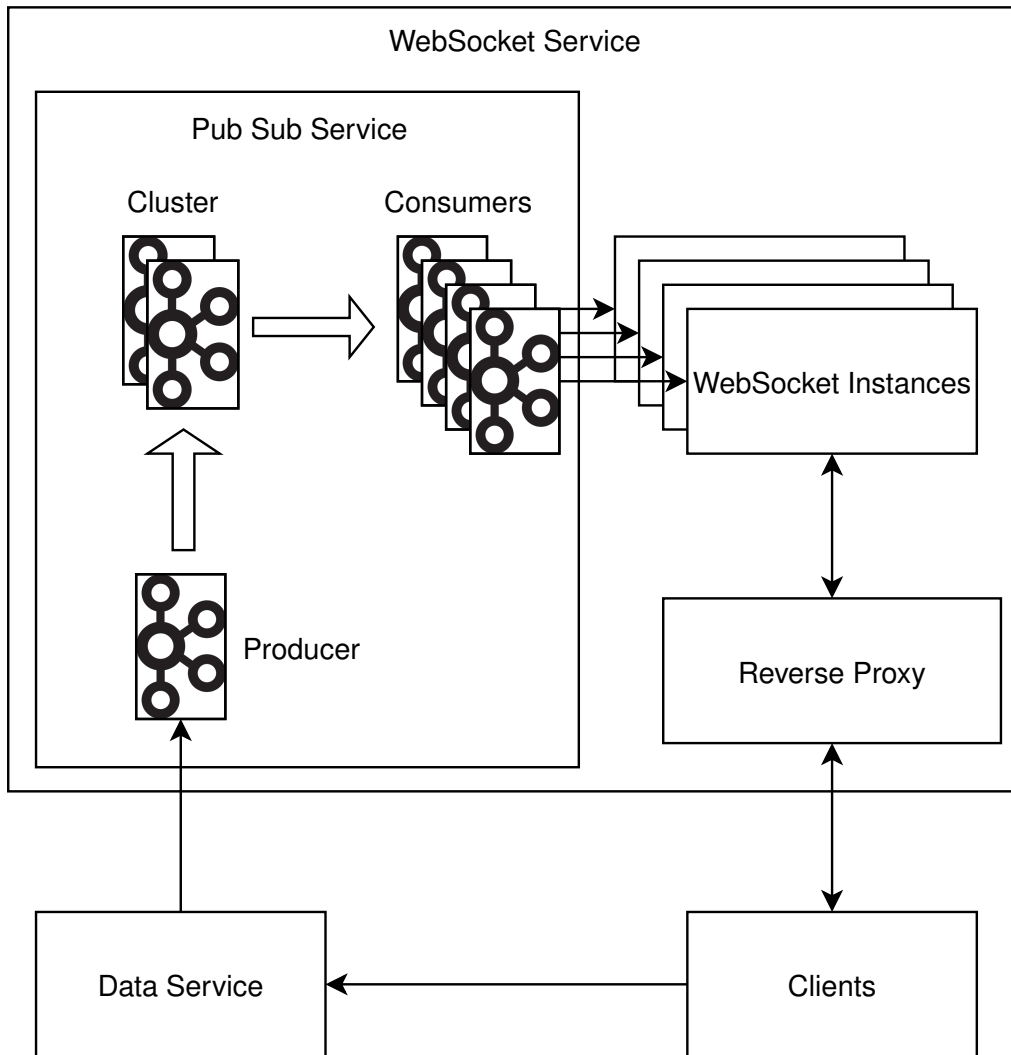 WebSocket Service
Pub Sub Service
Cluster
Consumers
WebSocket Instances
Producer
Reverse Proxy
Data Service
Clients